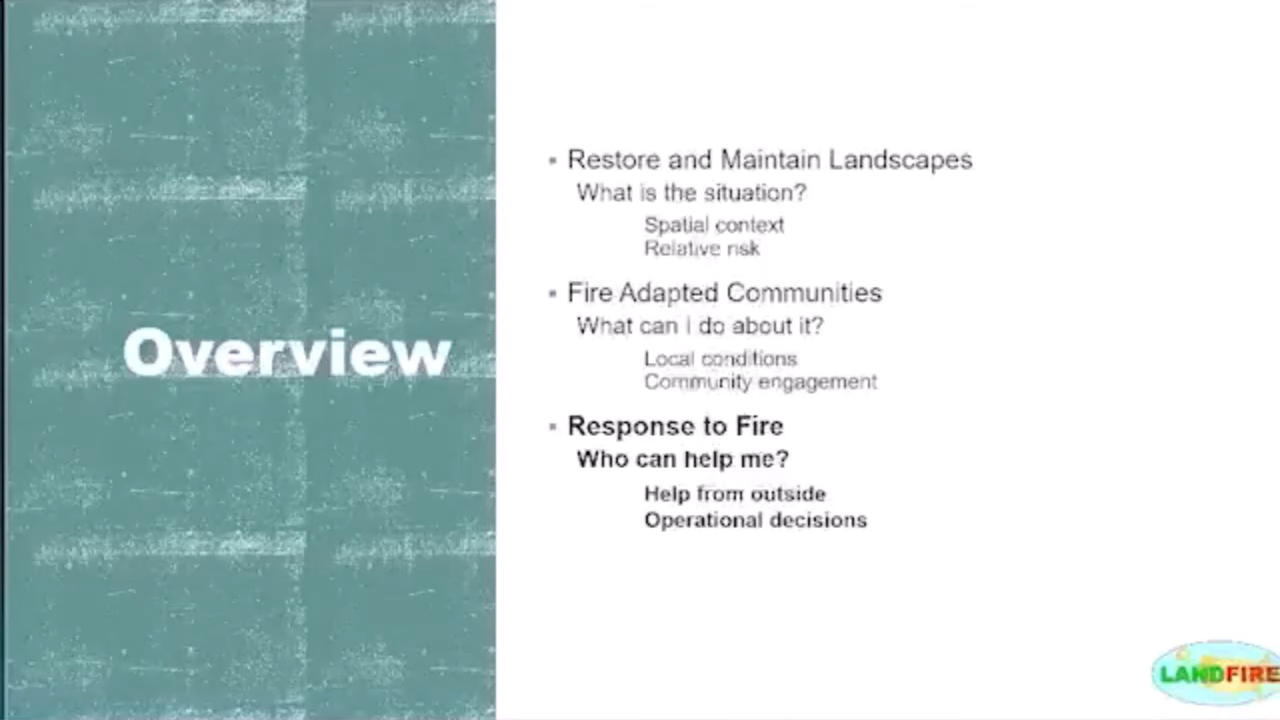 Overview
Restore and Maintain Landscapes
What is the situation?
Spatial context
Relative risk
Fire Adapted Communities
What can I do about it?
Local conditions
Community engagement
Response to Fire
Who can help me?
Help from outside
Operational decisions
LANDFIRE